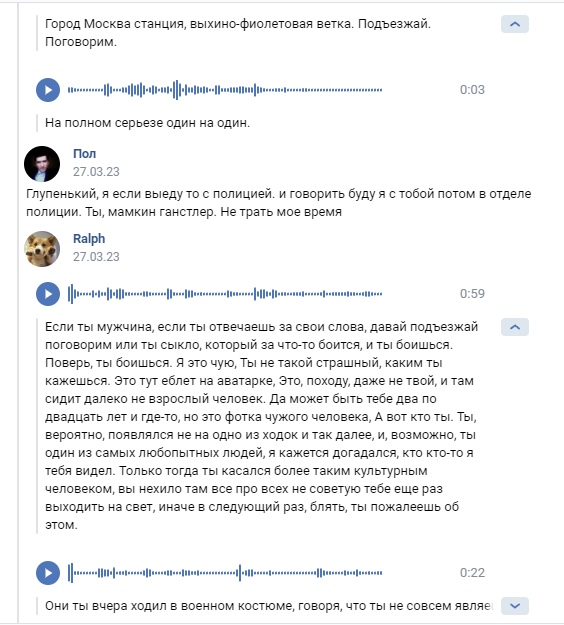 Город Москва станция, выхино-фиолетовая ветка. Подъезжай.
Поговорим.
0:03
На полном серьезе один на один.
Пол
27.03.23
Глупенький, я если выеду то с полицией. и говорить буду я с тобой потом в отделе
полиции. Ты, мамкин ганстлер. Не трать мое время
Ralph
27.03.23
0:59
Если ты мужчина, если ты отвечаешь за свои слова, давай подъезжай
поговорим или ты сыкло, который за что-то боится, и ты боишься.
Поверь, ты боишься. Я это чую, Ты не такой страшный, каким ты
кажешься. Это тут еблет на аватарке, Это, походу, даже не твой, и там
сидит далеко не взрослый человек. Да может быть тебе два по
двадцать лет и где-то, но это фотка чужого человека, А вот кто ты. Ты,
вероятно, появлялся не на одно из ходок и так далее, и, возможно, ты
один из самых любопытных людей, я кажется догадался, кто кто-то я
тебя видел. Только тогда ты касался более таким культурным
человеком, вы нехило там все про всех не советую тебе еще раз
выходить на свет, иначе в следующий раз, блять, ты пожалеешь об
этом.
0:22
Они ты вчера ходил в военном костюме, говоря, что ты не совсем являе